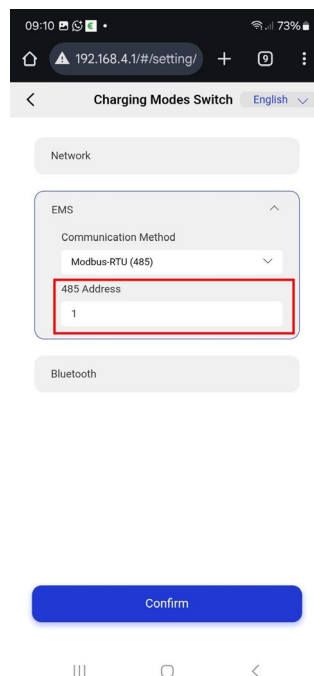 09:10
73%
192.168.4.1/#/setting/
9
Charging Modes Switch
English
Network
EMS
Communication Method
Modbus-RTU (485)
485 Address
1
Bluetooth
Confirm